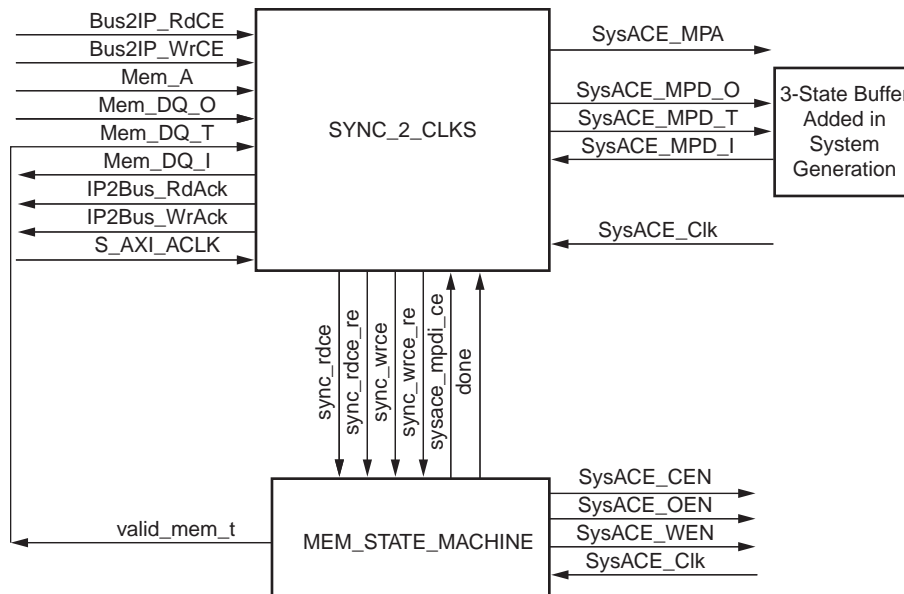 Bus2IP_RdCE
Bus2IP_WrCE
Mem_A
Mem_DQ_O
Mem_DQ_T
Mem_DQ_I
IP2Bus_RdAck
IP2Bus_WrAck
S_AXI_ACLK
SYNC_2_CLKS
SysACE_MPA
SysACE_MPD_O
SysACE_MPD_T
SysACE_MPD_I
SysACE_Clk
3-State Buffer
Added in
System
Generation
sync_rdce
sync_rdce_re
sync_wrce
sync_wrce_re
sysace_mpdi_ce
done
valid_mem_t
MEM_STATE_MACHINE
SysACE_CEN
SysACE_OEN
SysACE_WEN
SysACE_Clk